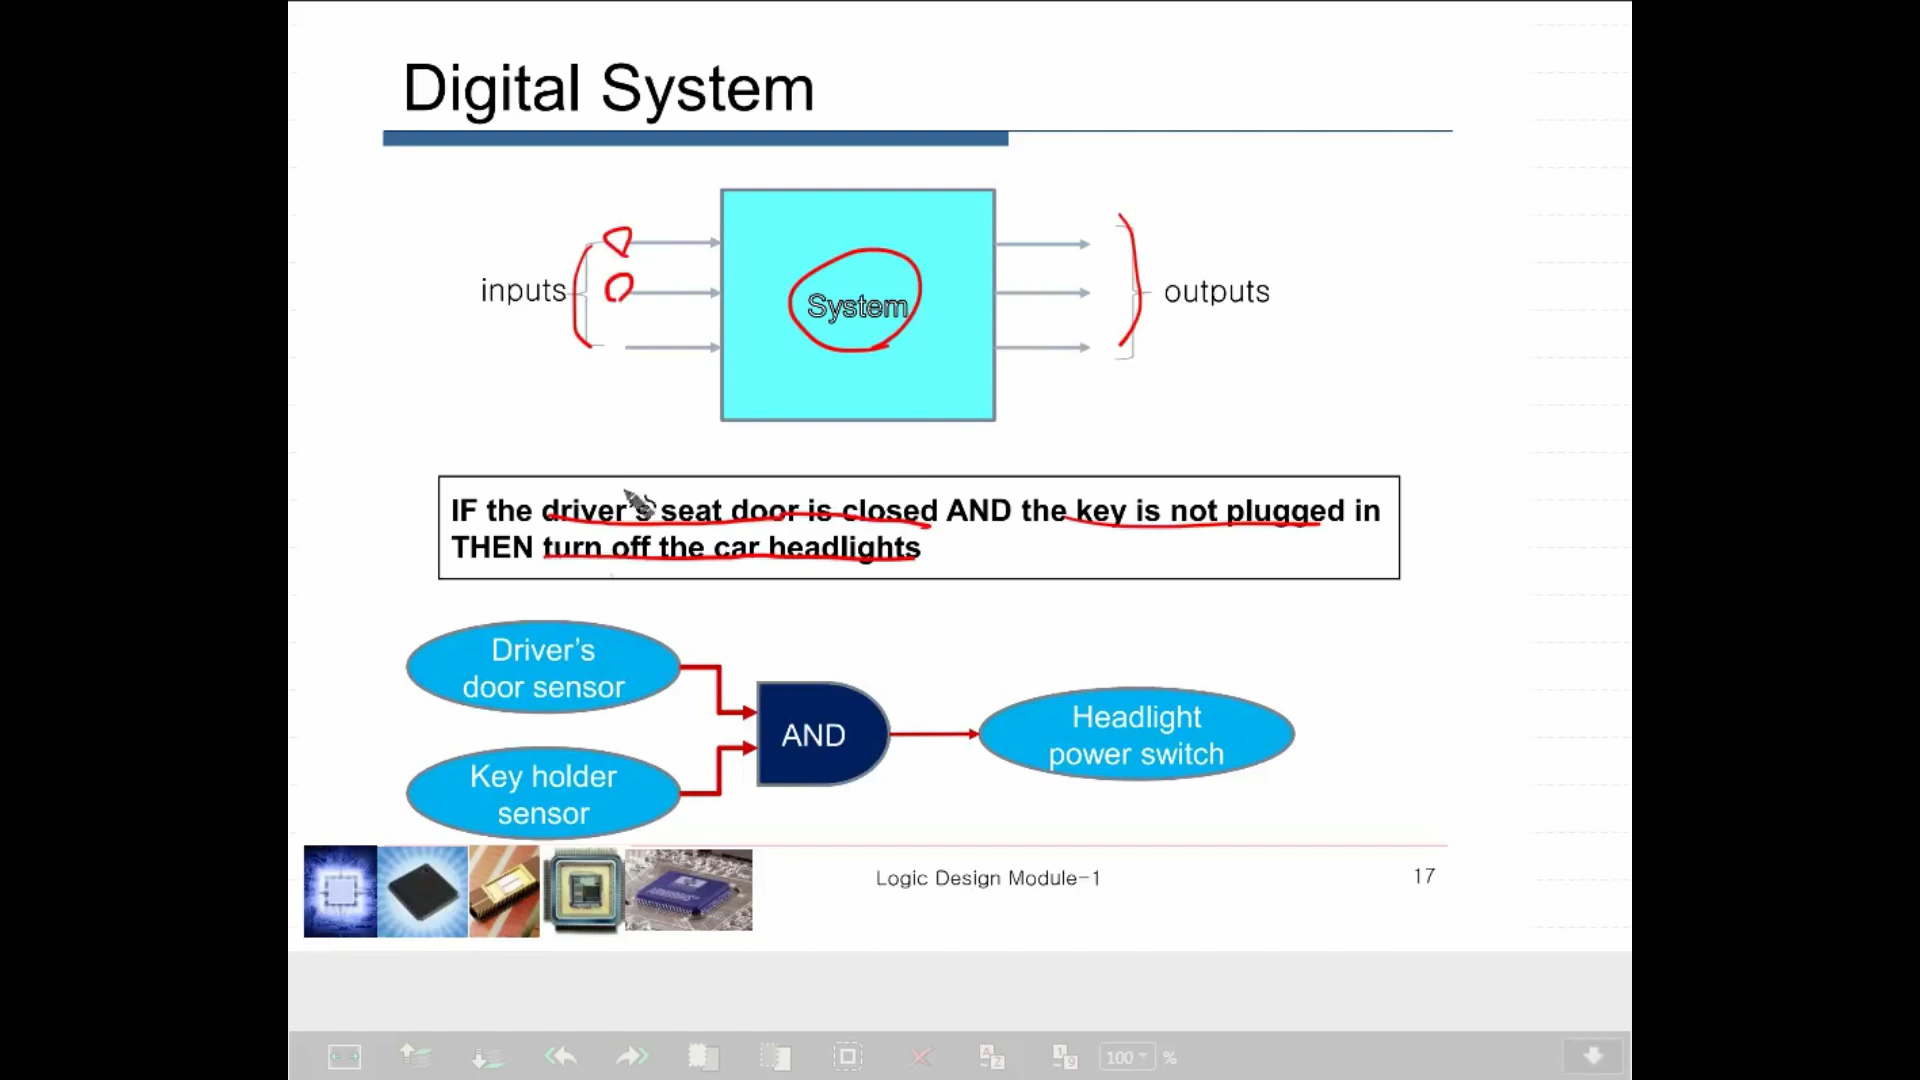 Digital System
inputs
System
outputs
IF the driver's seat door is closed AND the key is not plugged in
THEN turn off the car headlights
Driver's
door sensor
Key holder
sensor
AND
Headlight
power switch
Logic Design Module-1
17
100 %